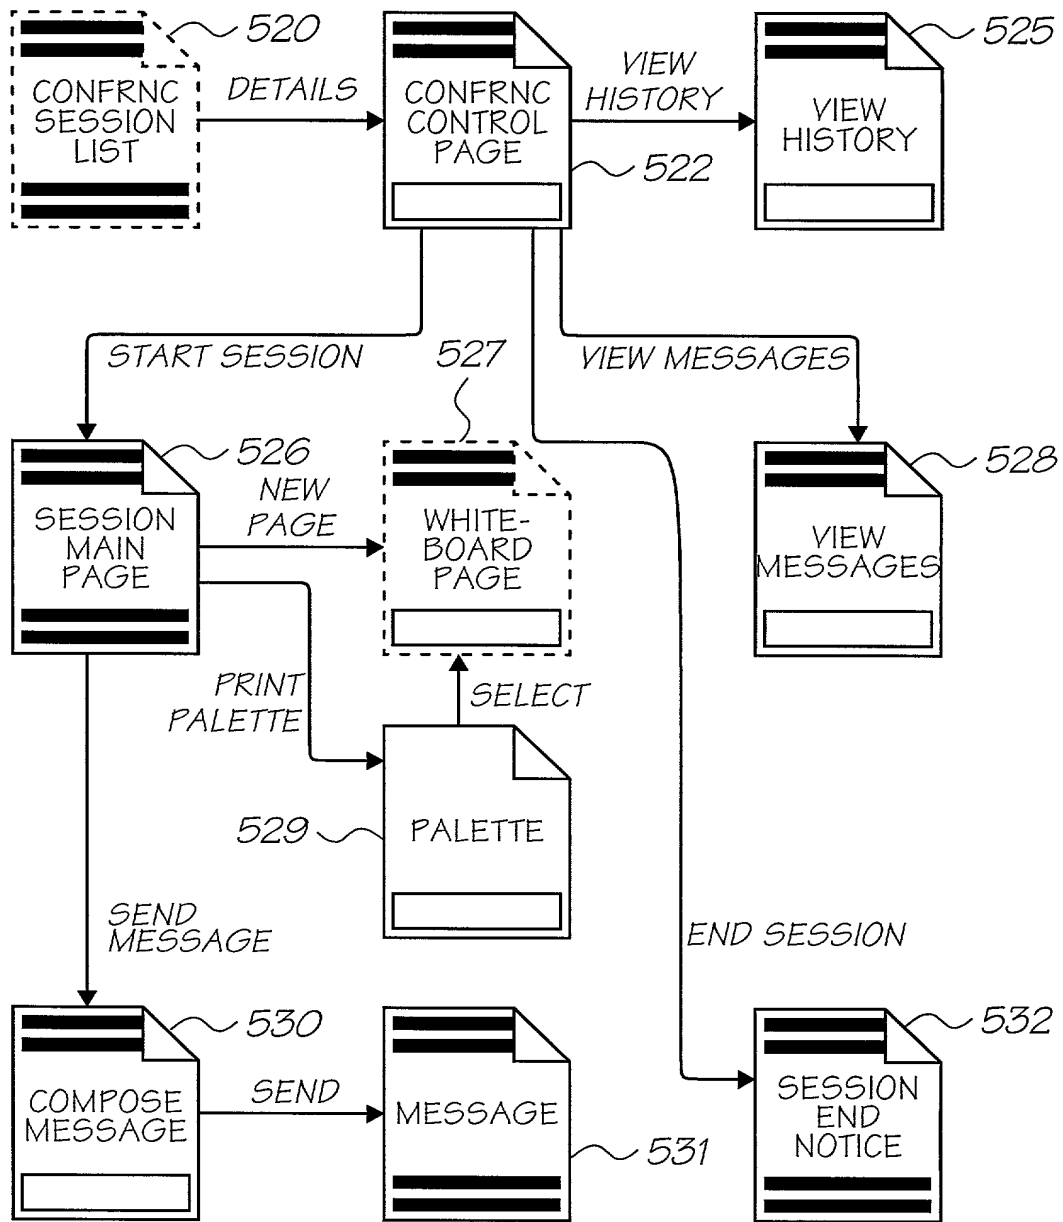 520
CONFRNC
SESSION
LIST
DETAILS
CONFRNC
CONTROL
PAGE
522
VIEW
HISTORY
525
VIEW
HISTORY
START SESSION
527
VIEW MESSAGES
526
SESSION
MAIN
PAGE
NEW
PAGE
WHITE-
BOARD
PAGE
528
VIEW
MESSAGES
PRINT
PALETTE
SELECT
529
PALETTE
SEND
MESSAGE
END SESSION
530
COMPOSE
MESSAGE
SEND
MESSAGE
531
532
SESSION
END
NOTICE